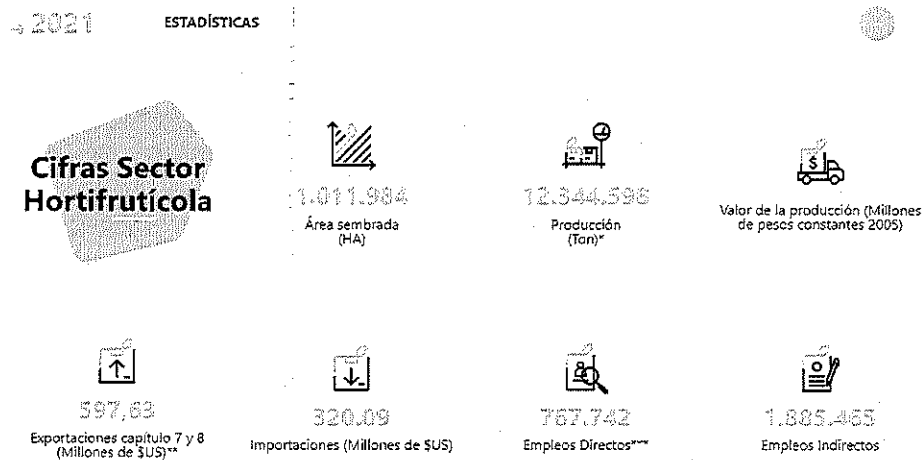 2021
ESTADÍSTICAS
Cifras Sector
Hortifrutícola
1.011.984
Área sembrada
(HA)
12.344.596
Producción
(Ton)*
Valor de la producción (Millones
de pesos constantes 2005)
597,63
Exportaciones capítulo 7 y 8
(Millones de $US)**
320.09
Importaciones (Millones de $US)
767.742
Empleos Directos***
1.885.465
Empleos Indirectos